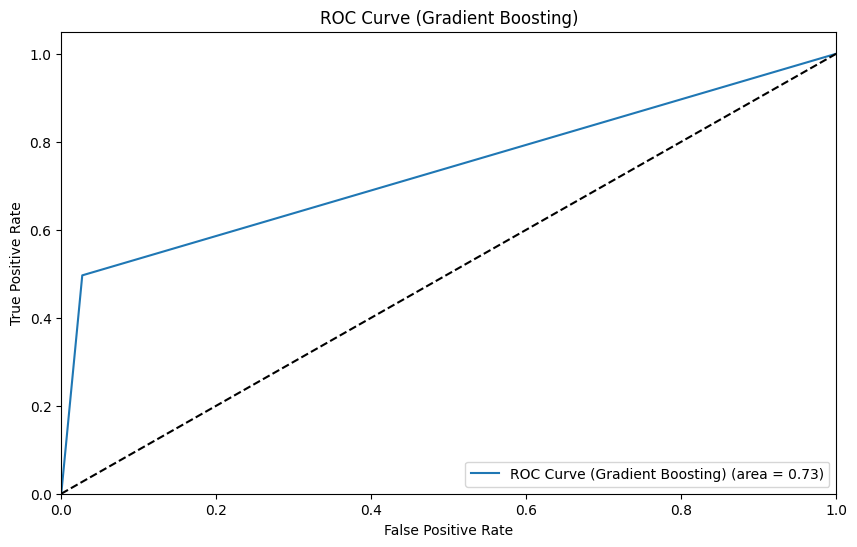 ROC Curve (Gradient Boosting)
True Positive Rate
1.0
0.8
0.6
0.4
0.2
0.0
ROC Curve (Gradient Boosting) (area = 0.73)
0.0 0.2 0.4 0.6 0.8 1.0
False Positive Rate